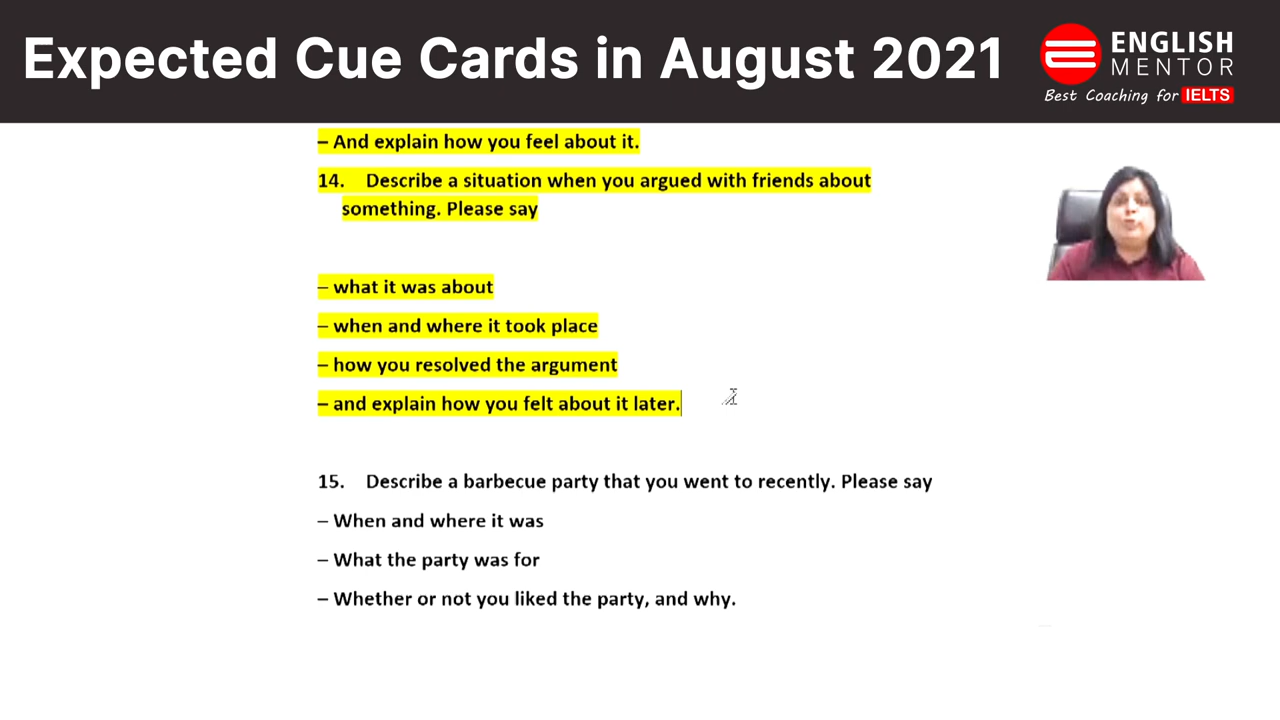 Expected Cue Cards in August 2021
ENGLISH
MENTOR
Best Coaching for IELTS
– And explain how you feel about it.
14. Describe a situation when you argued with friends about
something. Please say
– what it was about
– when and where it took place
– how you resolved the argument
– and explain how you felt about it later.
15. Describe a barbecue party that you went to recently. Please say
– When and where it was
– What the party was for
– Whether or not you liked the party, and why.